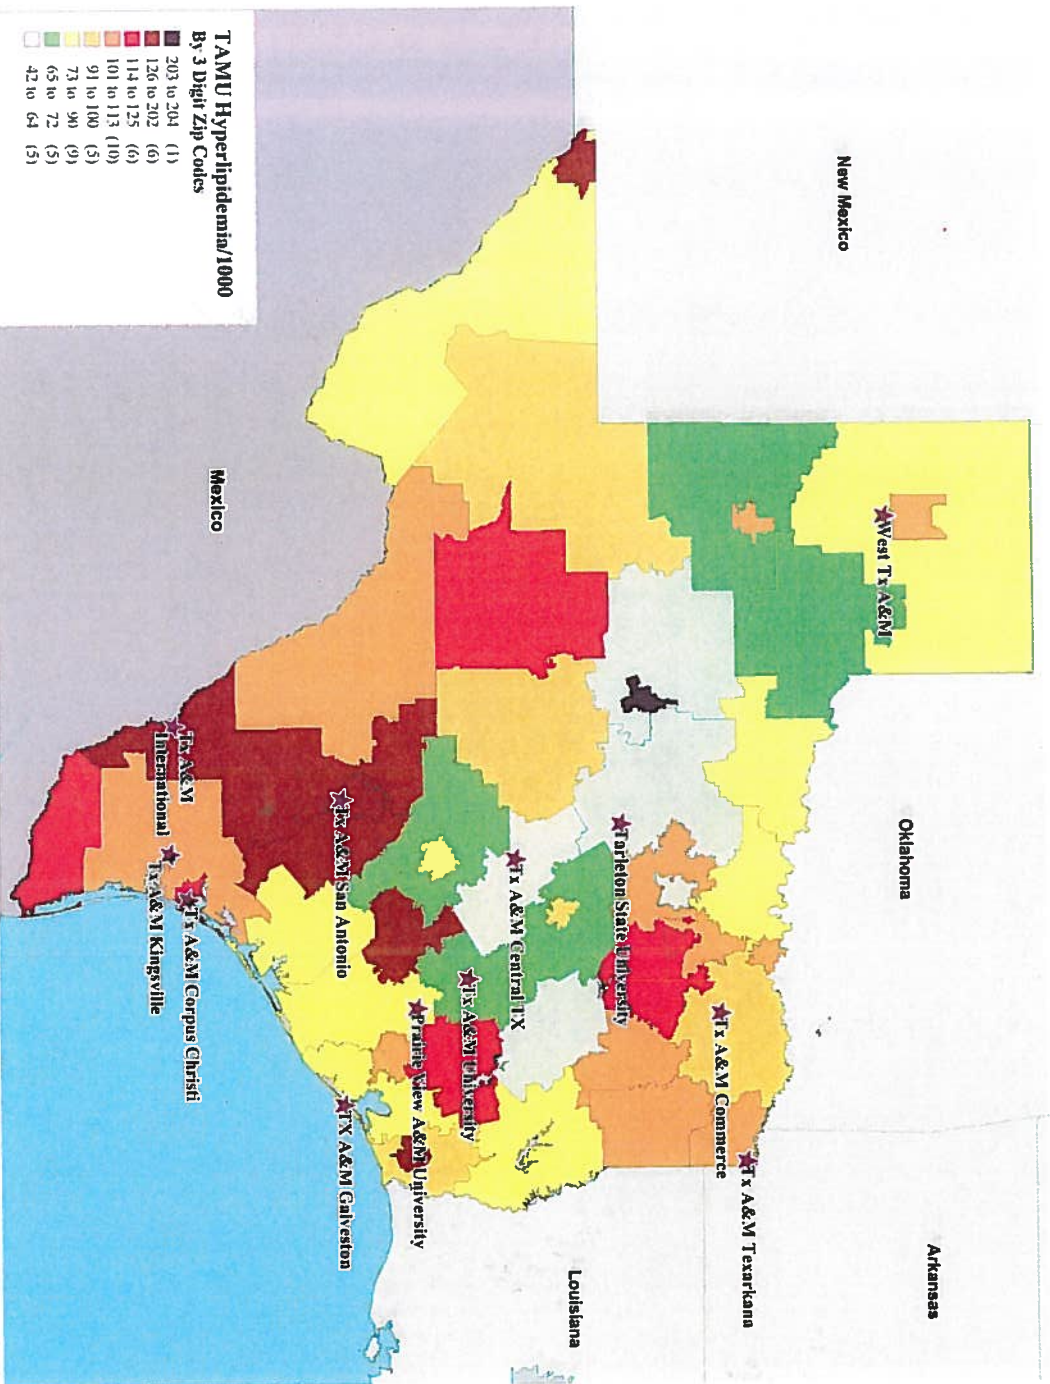 New Mexico
Oklahoma
Arkansas
Louisiana
Mexico
West Tx A&M
Tx A&M Texarkana
Tx A&M Commerce
Tarleton State University
Tx A&M Central TX
Tx A&M University
Prairie View A&M University
TX A&M Galveston
Tx A&M San Antonio
Tx A&M Corpus Christi
Tx A&M
International
Tx A&M Kingsville
TAMU Hyperlipidemia/1000
By 3 Digit Zip Codes
203 to 204 (1)
126 to 202 (6)
114 to 125 (6)
101 to 113 (10)
91 to 100 (5)
73 to 90 (9)
65 to 72 (5)
42 to 64 (5)